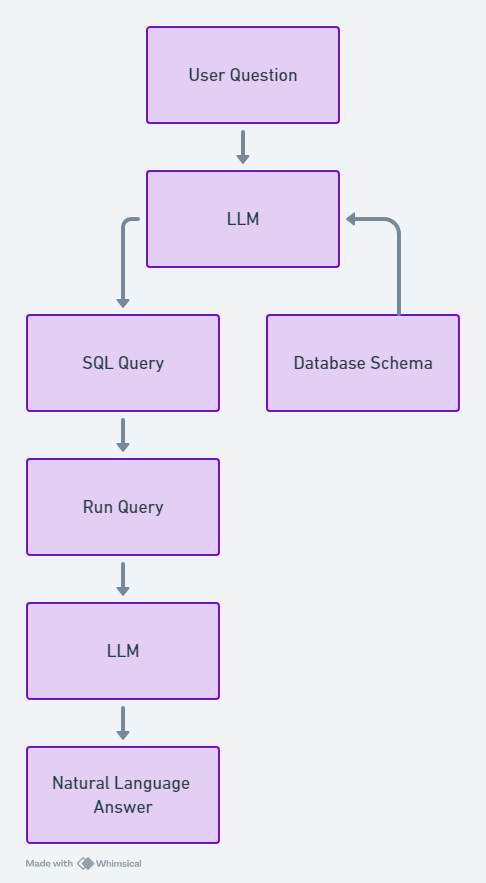 User Question
LLM
SQL Query
Database Schema
Run Query
LLM
Natural Language
Answer
Made with Whimsical